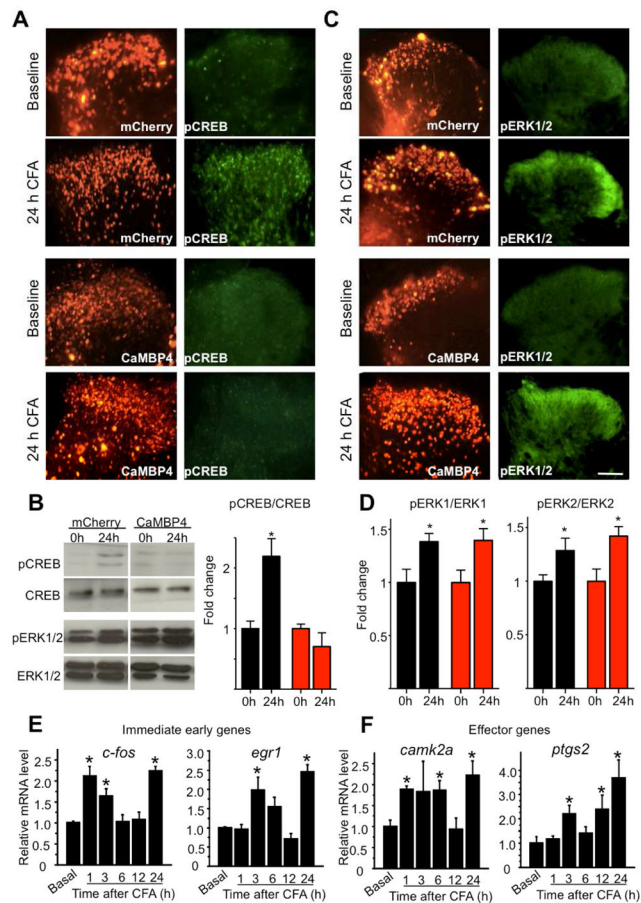 A
Baseline
mCherry
pCREB
24 h CFA
mCherry
pCREB
Baseline
CaMBP4
pCREB
24 h CFA
CaMBP4
pCREB
C
Baseline
mCherry
pERK1/2
24 h CFA
mCherry
pERK1/2
Baseline
CaMBP4
pERK1/2
24 h CFA
CaMBP4
pERK1/2
B
mCherry CaMBP4
0h 24h 0h 24h
pCREB
CREB
pERK1/2
ERK1/2
pCREB/CREB
Fold change
2
1
*
0h 24h 0h 24h
D
pERK1/ERK1
Fold change
1.5
1
0.5
* *
0h 24h 0h 24h
pERK2/ERK2
1.5
1
0.5
* *
0h 24h 0h 24h
E
Immediate early genes
c-fos
Relative mRNA level
2.5
2.0
1.5
1.0
0.5
0
* * *
Basal 1 3 6 12 24
Time after CFA (h)
egr1
3.0
2.5
2.0
1.5
1.0
0.5
0
* *
Basal 1 3 6 12 24
Time after CFA (h)
F
Effector genes
camk2a
Relative mRNA level
3.0
2.5
2.0
1.5
1.0
0.5
0
* * *
Basal 1 3 6 12 24
Time after CFA (h)
ptgs2
4.0
3.0
2.0
1.0
0
* * *
Basal 1 3 6 12 24
Time after CFA (h)